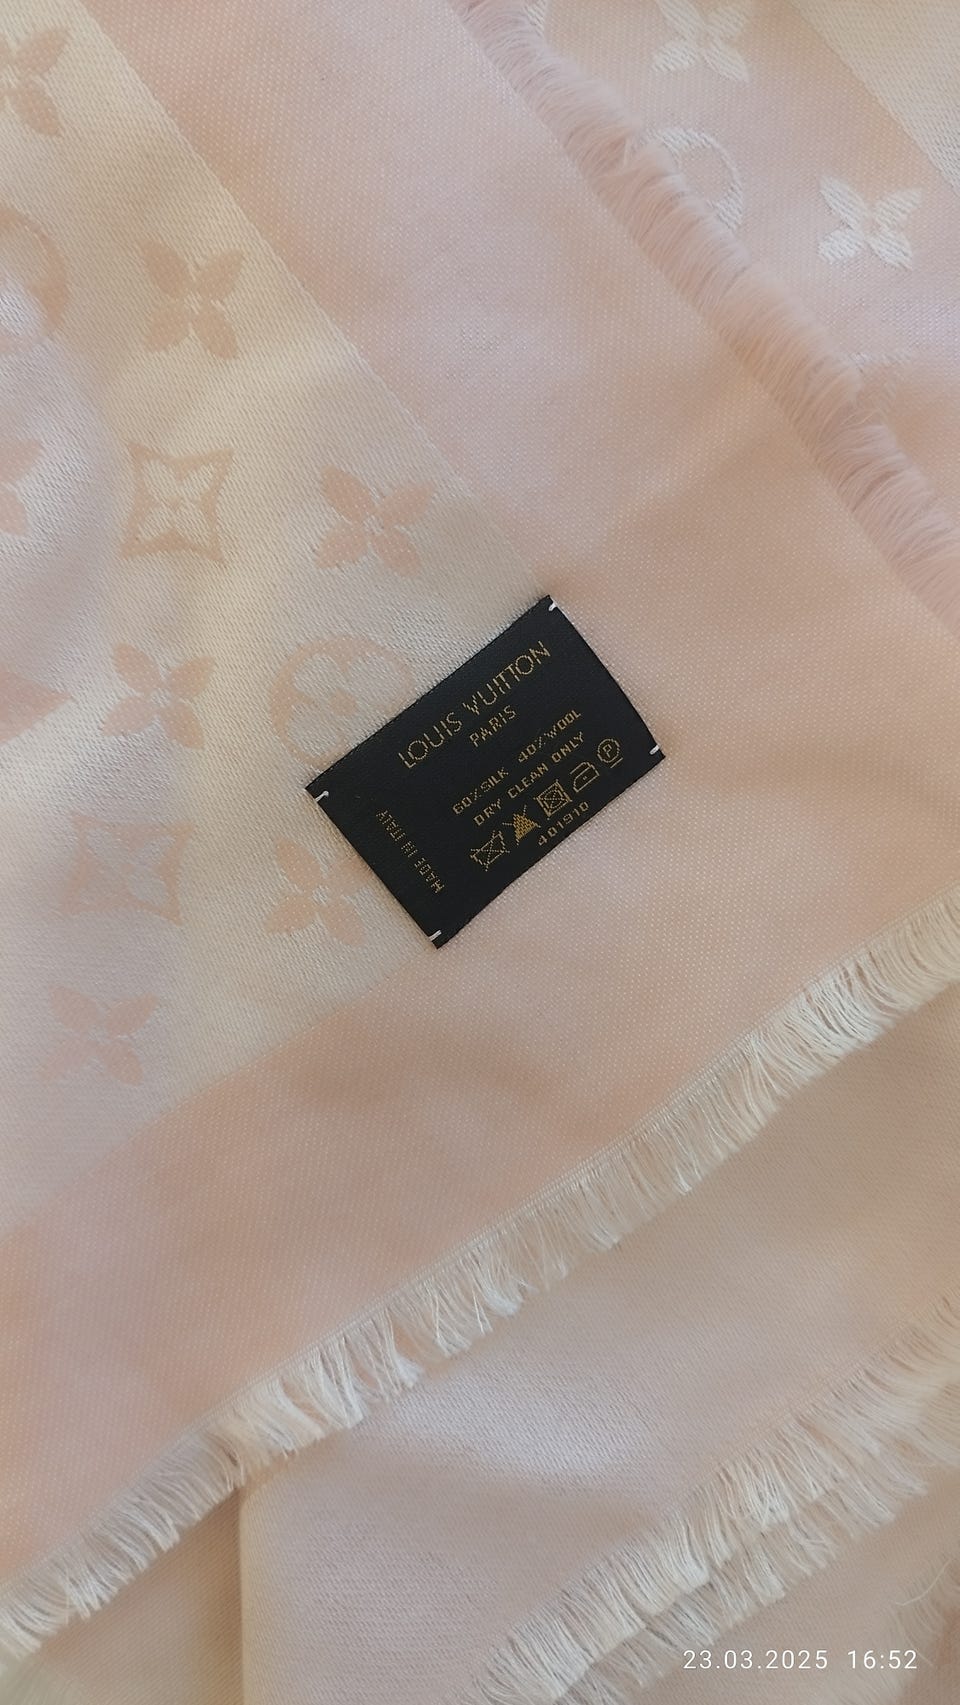 LOUIS VUITTON
PARIS
60%SILK 40%WOOL
DRY CLEAN ONLY
P
401910
MADE IN ITALY
23.03.2025 16:52